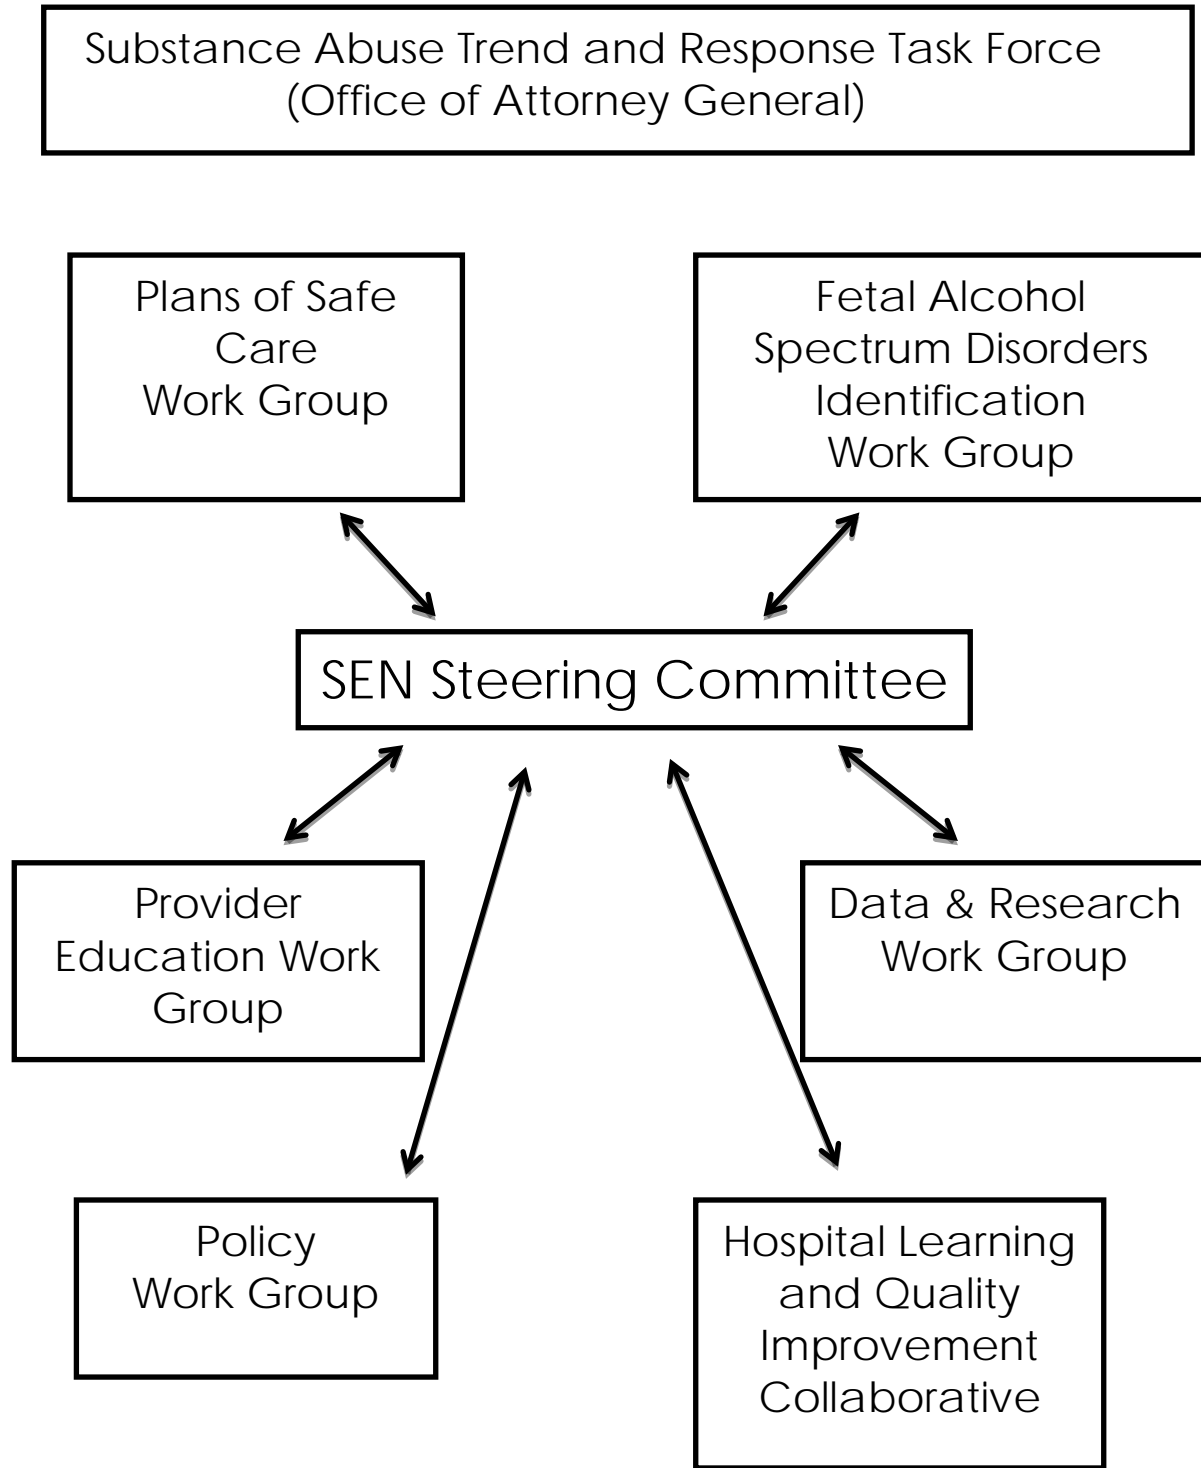 Substance Abuse Trend and Response Task Force
(Office of Attorney General)
Plans of Safe
Care
Work Group
Fetal Alcohol
Spectrum Disorders
Identification
Work Group
SEN Steering Committee
Provider
Education Work
Group
Data & Research
Work Group
Policy
Work Group
Hospital Learning
and Quality
Improvement
Collaborative